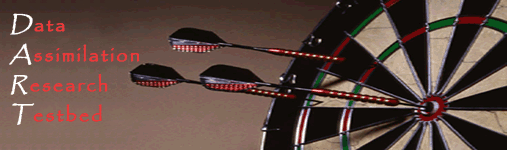 Data
Assimilation
Research
Testbed